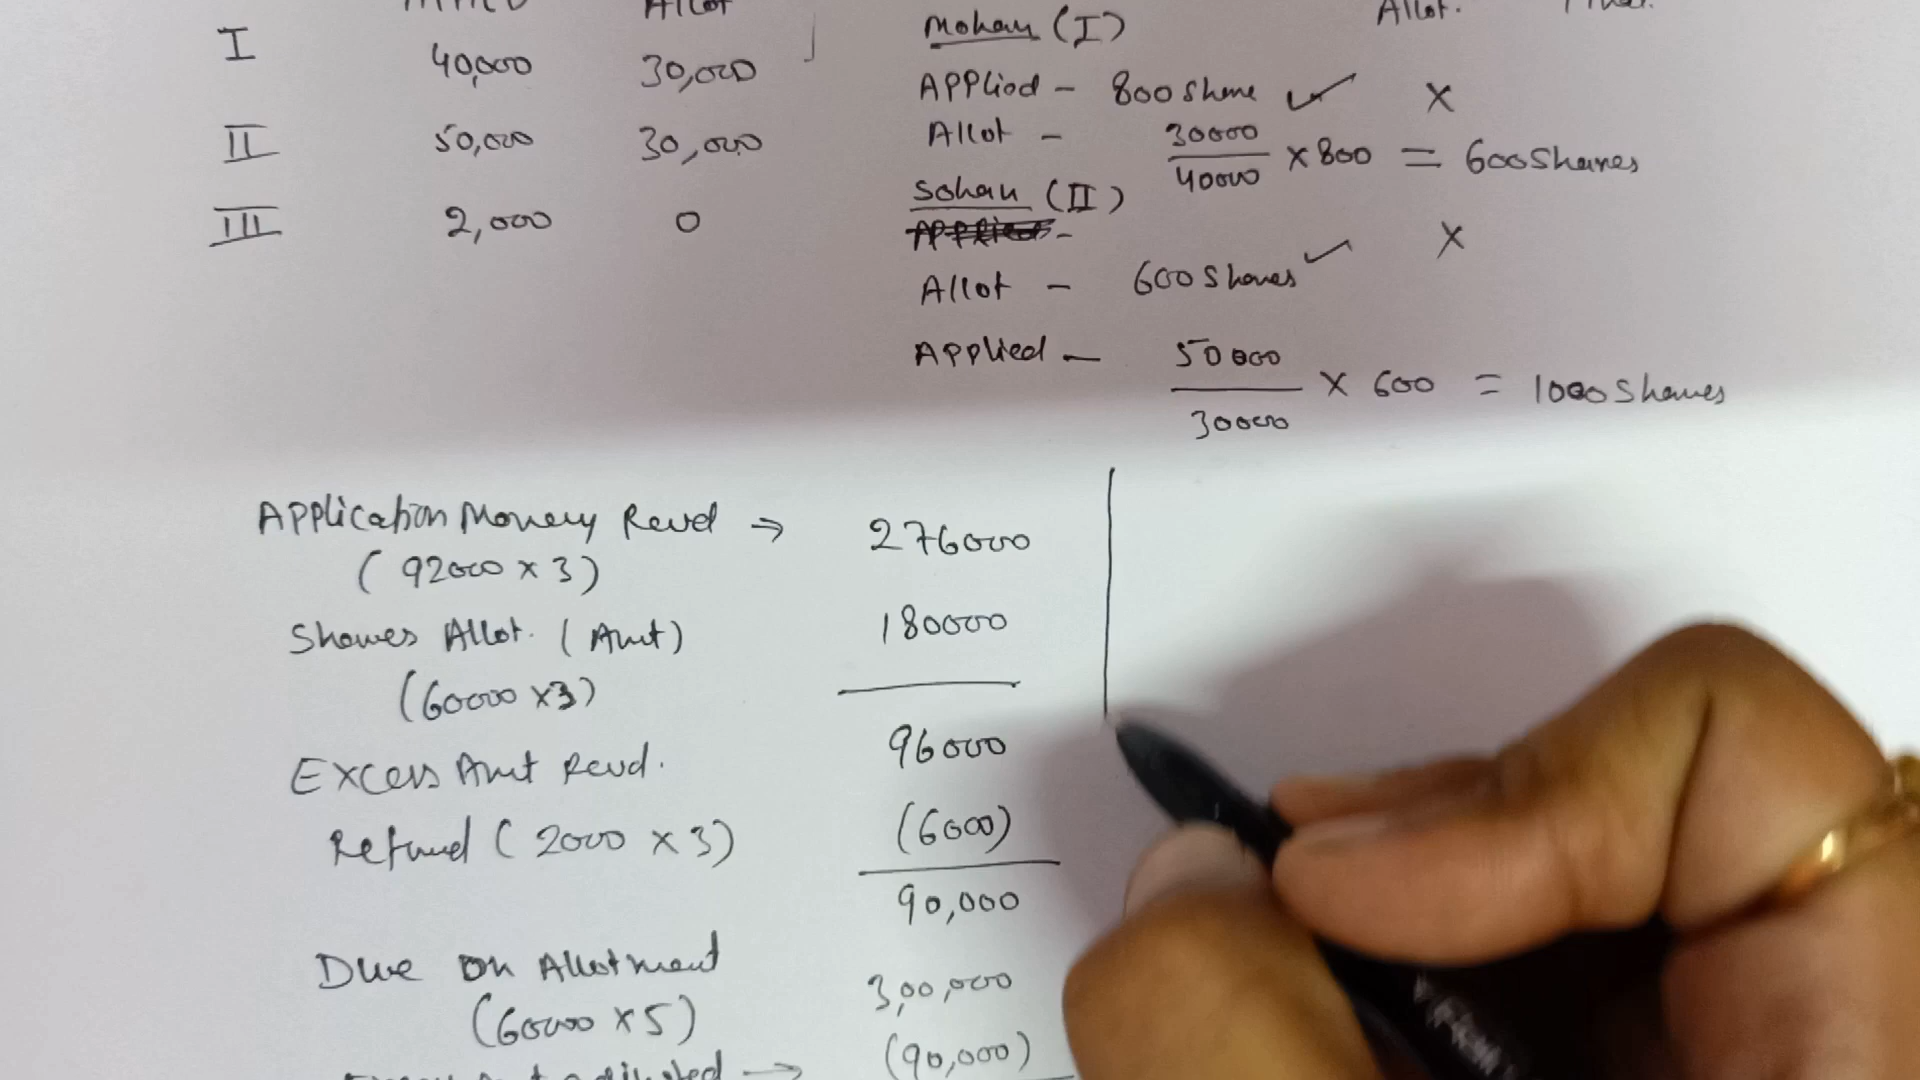 Allot
Allot.
I 40,000 30,000
II 50,000 30,000
III 2,000 0
Mohan (I)
APPlied - 800 Share ✓ X
Allot - 30000/40000 × 800 = 600 Shares
Sohan (II)
Allot - 600 Shares ✓ X
APPlied - 50000/30000 × 600 = 1000 Shares
APPlication Money Recvd → 276000
(92000 × 3)
Shares Allot. (Amt) 180000
(60000 × 3)
Excess Amt Recvd. 96000
Refund (2000 × 3) (6000)
90,000
Due on Allotment 3,00,000
(60000 × 5)
(90,000)